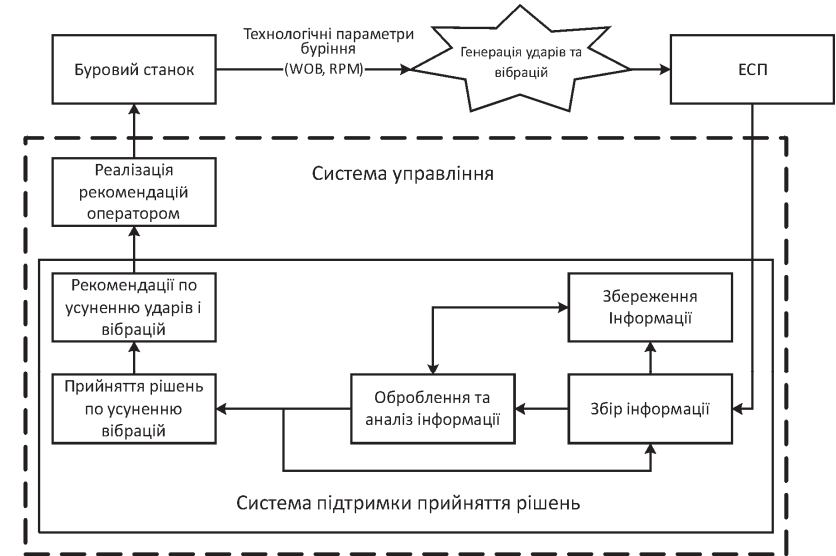 Технологічні параметри
буріння
(WOB, RPM)
Буровий станок
Генерація ударів та
вібрацій
ЕСП
Реалізація
рекомендацій
оператором
Система управління
Рекомендації по
усуненню ударів і
вібрацій
Збереження
Інформації
Прийняття рішень
по усуненню
вібрацій
Оброблення та
аналіз інформації
Збір інформації
Система підтримки прийняття рішень